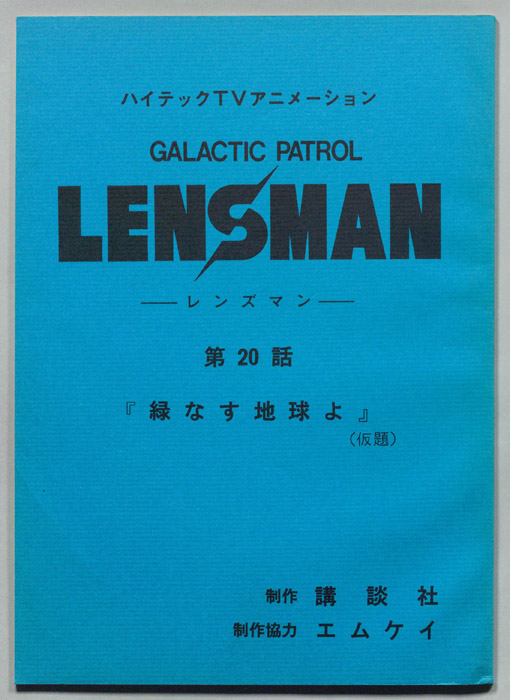 ハイテックTVアニメーション
GALACTIC PATROL
LENSMAN
――レンズマン――
第20話
『緑なす地球よ』
(仮題)
制作 講談社
制作協力 エムケイ